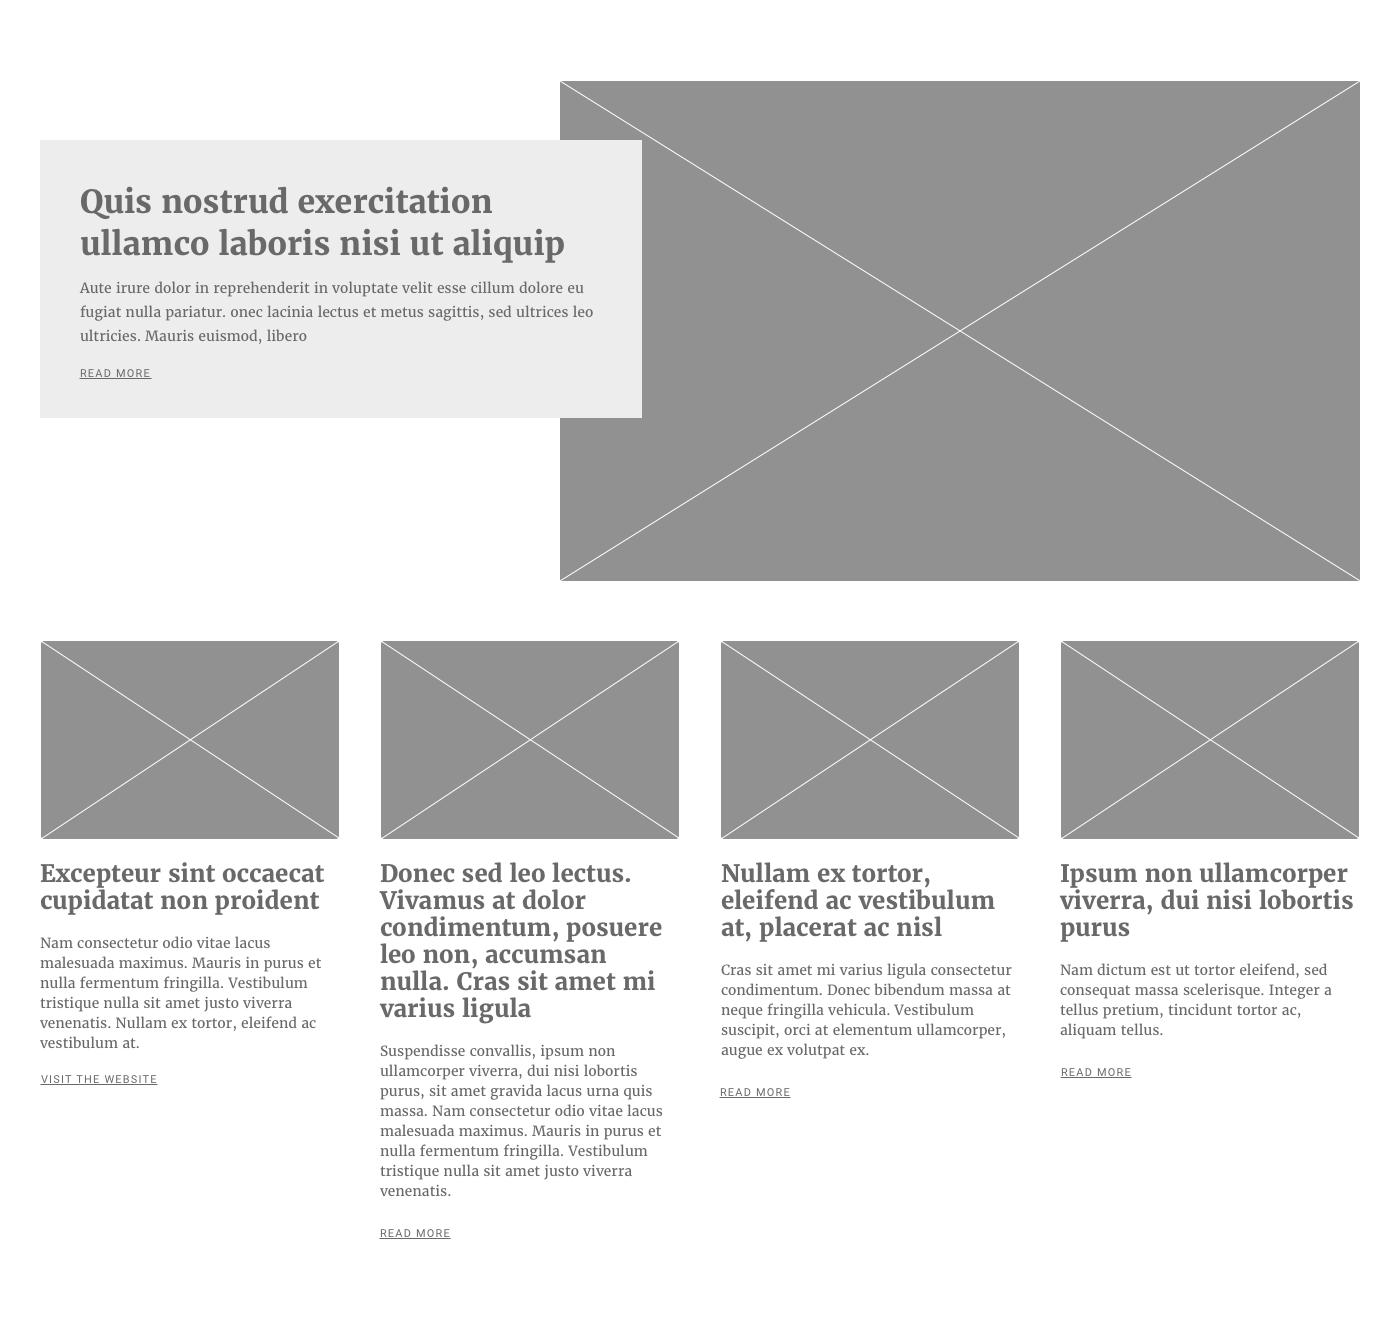 Quis nostrud exercitation
ullamco laboris nisi ut aliquip
Aute irure dolor in reprehenderit in voluptate velit esse cillum dolore eu
fugiat nulla pariatur. onec lacinia lectus et metus sagittis, sed ultrices leo
ultricies. Mauris euismod, libero
READ MORE
Excepteur sint occaecat
cupidatat non proident
Nam consectetur odio vitae lacus
malesuada maximus. Mauris in purus et
nulla fermentum fringilla. Vestibulum
tristique nulla sit amet justo viverra
venenatis. Nullam ex tortor, eleifend ac
vestibulum at.
VISIT THE WEBSITE
Donec sed leo lectus.
Vivamus at dolor
condimentum, posuere
leo non, accumsan
nulla. Cras sit amet mi
varius ligula
Suspendisse convallis, ipsum non
ullamcorper viverra, dui nisi lobortis
purus, sit amet gravida lacus urna quis
massa. Nam consectetur odio vitae lacus
malesuada maximus. Mauris in purus et
nulla fermentum fringilla. Vestibulum
tristique nulla sit amet justo viverra
venenatis.
READ MORE
Nullam ex tortor,
eleifend ac vestibulum
at, placerat ac nisl
Cras sit amet mi varius ligula consectetur
condimentum. Donec bibendum massa at
neque fringilla vehicula. Vestibulum
suscipit, orci at elementum ullamcorper,
augue ex volutpat ex.
READ MORE
Ipsum non ullamcorper
viverra, dui nisi lobortis
purus
Nam dictum est ut tortor eleifend, sed
consequat massa scelerisque. Integer a
tellus pretium, tincidunt tortor ac,
aliquam tellus.
READ MORE